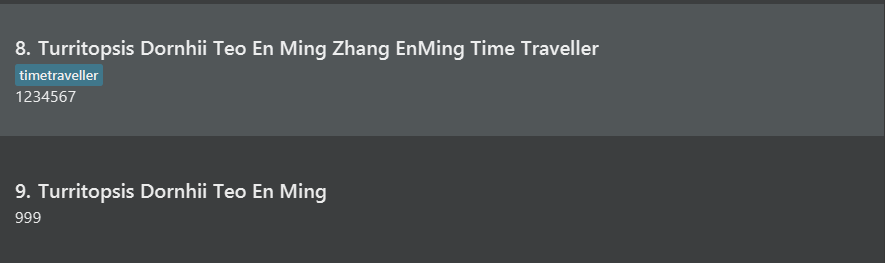 8. Turritopsis Dornhii Teo En Ming Zhang EnMing Time Traveller
timetraveller
1234567
9. Turritopsis Dornhii Teo En Ming
999